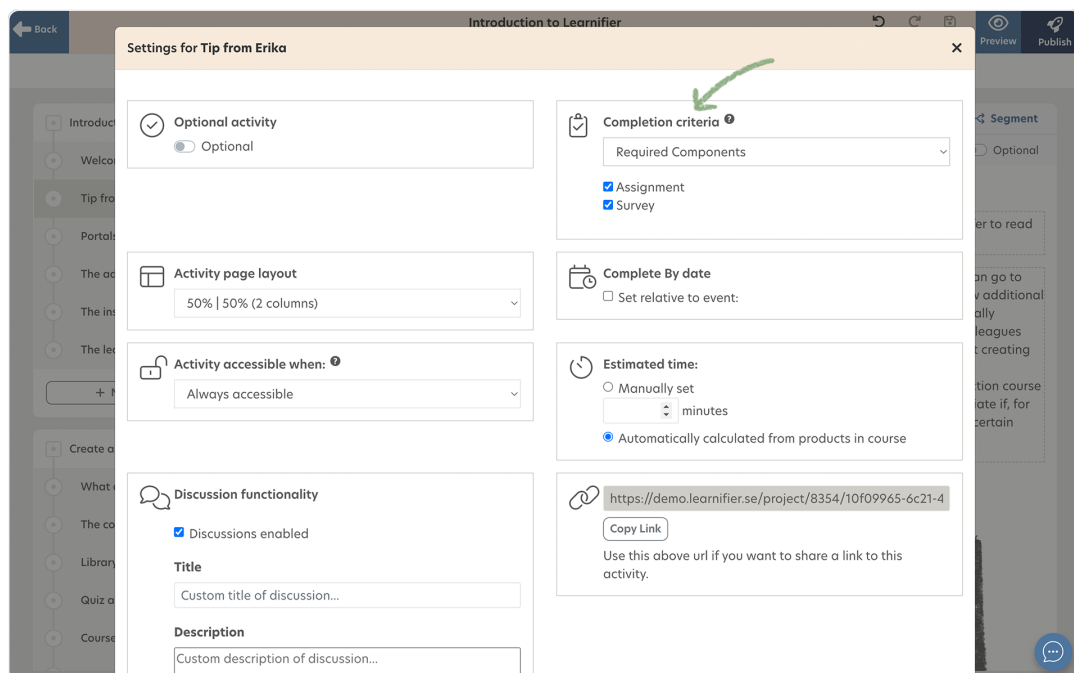 Back
Introduction to Learnifier
Preview
Publish
Settings for Tip from Erika
Optional activity
Optional
Completion criteria
Required Components
Assignment
Survey
Activity page layout
50% | 50% (2 columns)
Complete By date
Set relative to event:
Activity accessible when:
Always accessible
Estimated time:
Manually set
minutes
Automatically calculated from products in course
Discussion functionality
Discussions enabled
Title
Custom title of discussion...
Description
Custom description of discussion...
https://demo.learnifier.se/project/8354/10f09965-6c21-4
Copy Link
Use this above url if you want to share a link to this
activity.
Introduc
Welco
Tip fro
Portals
The ad
The ins
The lea
+ N
Create a
What
The co
Library
Quiz a
Course
Segment
Optional
er to read
an go to
additional
ally
leagues
t creating
tion course
iate if, for
certain